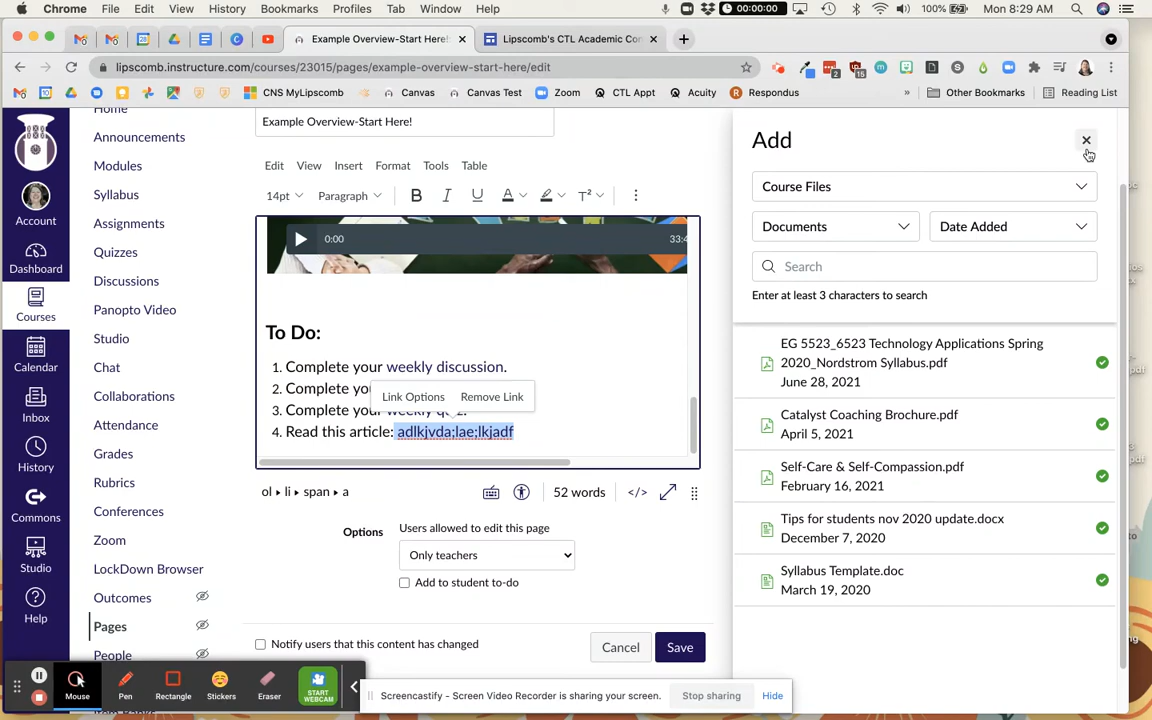 Chrome File Edit View History Bookmarks Profiles Tab Window Help 00:00:00 100% Mon 8:29 AM
Example Overview-Start Here! Lipscomb's CTL Academic Con
lipscomb.instructure.com/courses/23015/pages/example-overview-start-here/edit
CNS MyLipscomb Canvas Canvas Test Zoom CTL Appt Acuity Respondus » Other Bookmarks Reading List
Account
Dashboard
Courses
Calendar
Inbox
History
Commons
Studio
Help
Home
Announcements
Modules
Syllabus
Assignments
Quizzes
Discussions
Panopto Video
Studio
Chat
Collaborations
Attendance
Grades
Rubrics
Conferences
Zoom
LockDown Browser
Outcomes
Pages
People
Example Overview-Start Here!
Edit View Insert Format Tools Table
14pt Paragraph B I U A T²
0:00 33:4
To Do:
1. Complete your weekly discussion.
2. Complete you
Link Options Remove Link
3. Complete your weekly
4. Read this article: adlkjvda;lae;lkjadf
ol ▸ li ▸ span ▸ a 52 words </>
Options Users allowed to edit this page
Only teachers
Add to student to-do
Notify users that this content has changed Cancel Save
Add
Course Files
Documents Date Added
Search
Enter at least 3 characters to search
EG 5523_6523 Technology Applications Spring
2020_Nordstrom Syllabus.pdf
June 28, 2021
Catalyst Coaching Brochure.pdf
April 5, 2021
Self-Care & Self-Compassion.pdf
February 16, 2021
Tips for students nov 2020 update.docx
December 7, 2020
Syllabus Template.doc
March 19, 2020
Mouse Pen Rectangle Stickers Eraser START WEBCAM
Screencastify - Screen Video Recorder is sharing your screen. Stop sharing Hide